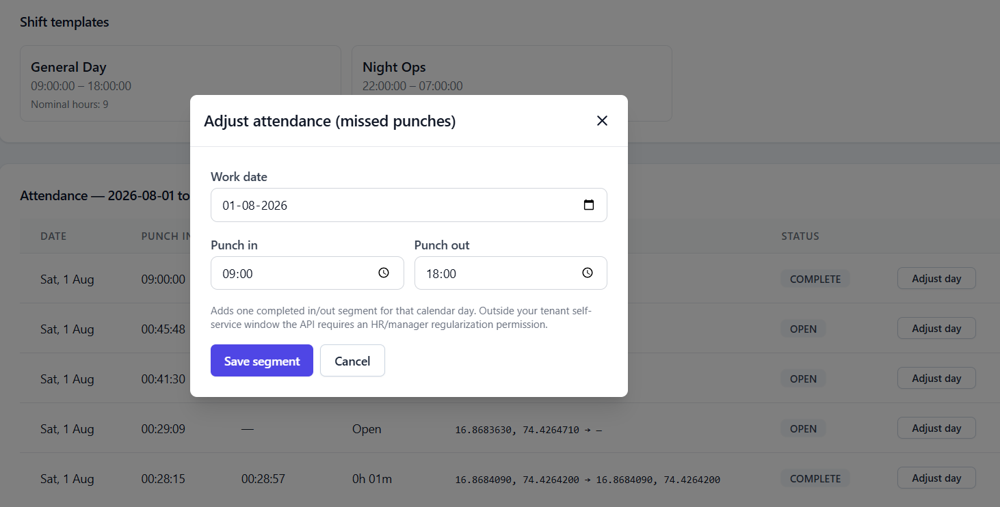 Shift templates
General Day
09:00:00 – 18:00:00
Nominal hours: 9
Night Ops
22:00:00 – 07:00:00
Adjust attendance (missed punches)
Work date
01-08-2026
Punch in
Punch out
09:00
18:00
Adds one completed in/out segment for that calendar day. Outside your tenant self-
service window the API requires an HR/manager regularization permission.
Save segment
Cancel
Attendance — 2026-08-01 to
DATE PUNCH IN STATUS
Sat, 1 Aug 09:00:00 COMPLETE Adjust day
Sat, 1 Aug 00:45:48 OPEN Adjust day
Sat, 1 Aug 00:41:30 OPEN Adjust day
Sat, 1 Aug 00:29:09 — Open 16.8683630, 74.4264710 → — OPEN Adjust day
Sat, 1 Aug 00:28:15 00:28:57 0h 01m 16.8684090, 74.4264200 → 16.8684090, 74.4264200 COMPLETE Adjust day